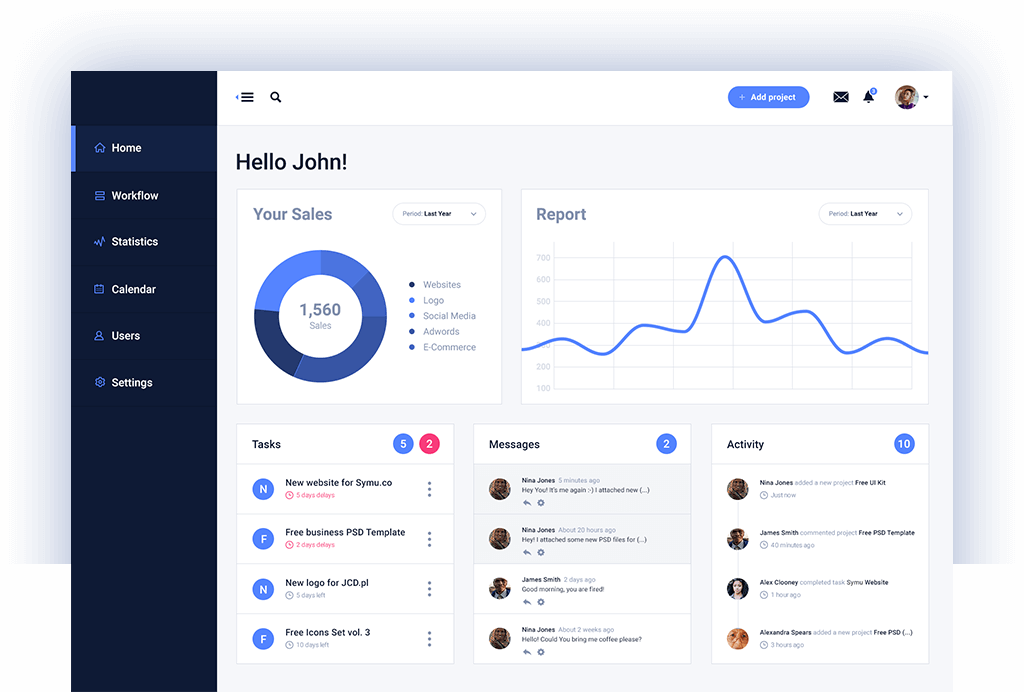 Add project
3
Home
Workflow
Statistics
Calendar
Users
Settings
Hello John!
Your Sales
Period: Last Year
1,560
Sales
Websites
Logo
Social Media
Adwords
E-Commerce
Report
Period: Last Year
700
600
500
400
300
200
100
Tasks
5
2
N
New website for Symu.co
5 days delays
F
Free business PSD Template
2 days delays
N
New logo for JCD.pl
5 days left
F
Free Icons Set vol. 3
10 days left
Messages
2
Nina Jones 5 minutes ago
Hey You! It's me again :-) I attached new (...)
Nina Jones About 20 hours ago
Hey! I attached some new PSD files for (...)
James Smith 2 days ago
Good morning, you are fired!
Nina Jones About 2 weeks ago
Hello! Could You bring me coffee please?
Activity
10
Nina Jones added a new project Free UI Kit
Just now
James Smith commented project Free PSD Template
40 minutes ago
Alex Clooney completed task Symu Website
1 hour ago
Alexandra Spears added a new project Free PSD (...)
3 hours ago